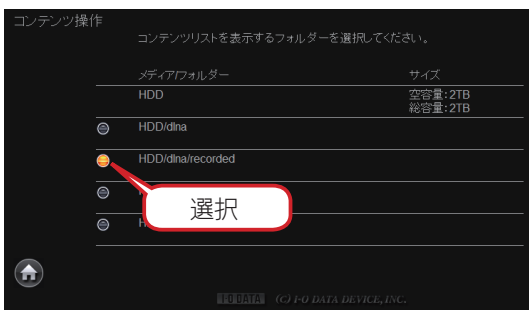 コンテンツ操作
コンテンツリストを表示するフォルダーを選択してください。
メディア/フォルダー サイズ
HDD 空容量:2TB
総容量:2TB
HDD/dlna
HDD/dlna/recorded
選択
I-O DATA (C) I-O DATA DEVICE, INC.